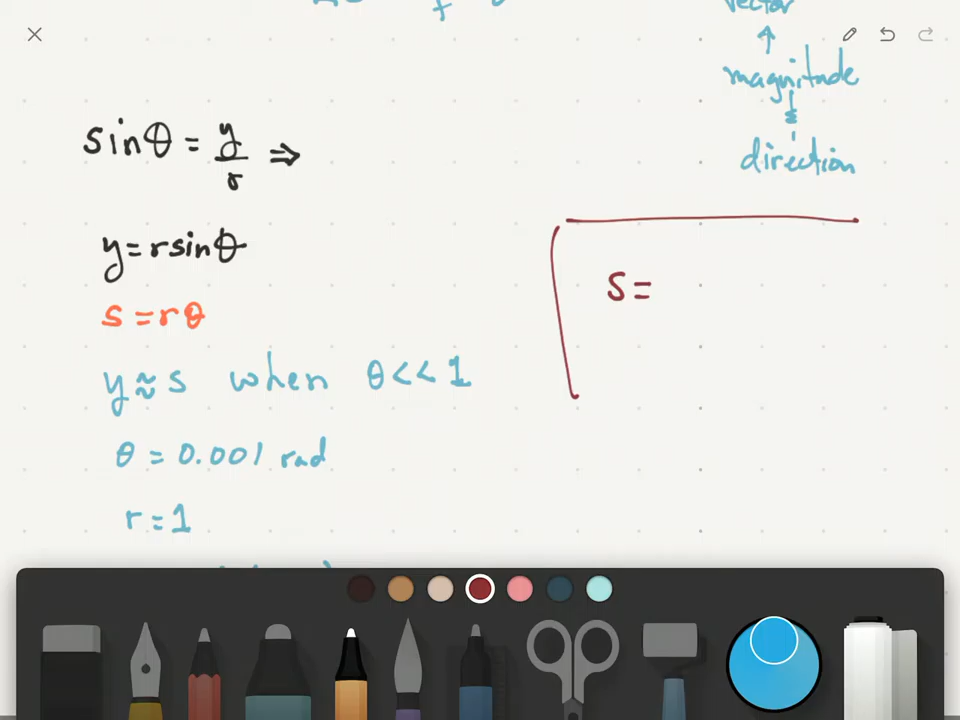 vector
magnitude
direction
sinθ = y/r ⇒
y = rsinθ
s = rθ
y ≈ s when θ << 1
θ = 0.001 rad
r = 1
s =